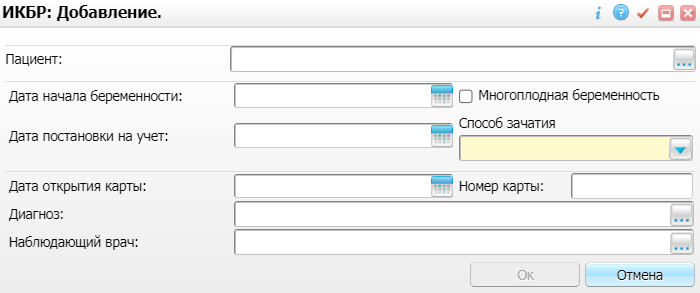 ИКБР: Добавление.
Пациент:
Дата начала беременности:
Многоплодная беременность
Дата постановки на учет:
Способ зачатия
Дата открытия карты:
Номер карты:
Диагноз:
Наблюдающий врач:
Ок
Отмена